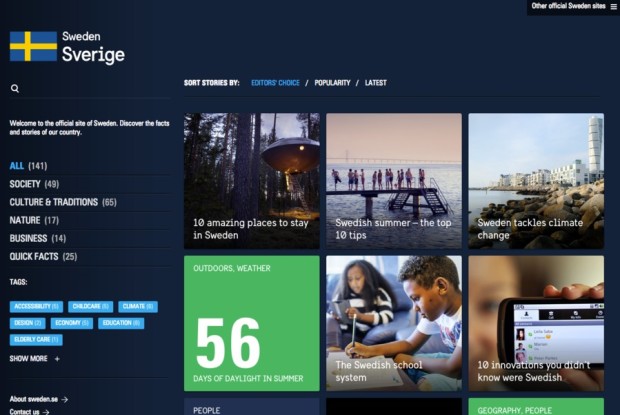 Other official Sweden sites
Sweden
Sverige
SORT STORIES BY: EDITORS' CHOICE / POPULARITY / LATEST
Welcome to the official site of Sweden. Discover the facts
and stories of our country.
ALL (141)
SOCIETY (49)
CULTURE & TRADITIONS (65)
NATURE (17)
BUSINESS (14)
QUICK FACTS (25)
TAGS:
ACCESSIBILITY (5) CHILDCARE (5) CLIMATE (8)
DESIGN (2) ECONOMY (5) EDUCATION (8)
ELDERLY CARE (1)
SHOW MORE +
About sweden.se →
Contact us →
10 amazing places to stay
in Sweden
Swedish summer – the top
10 tips
Sweden tackles climate
change
OUTDOORS, WEATHER
56
DAYS OF DAYLIGHT IN SUMMER
The Swedish school
system
10 innovations you didn't
know were Swedish
PEOPLE
GEOGRAPHY, PEOPLE